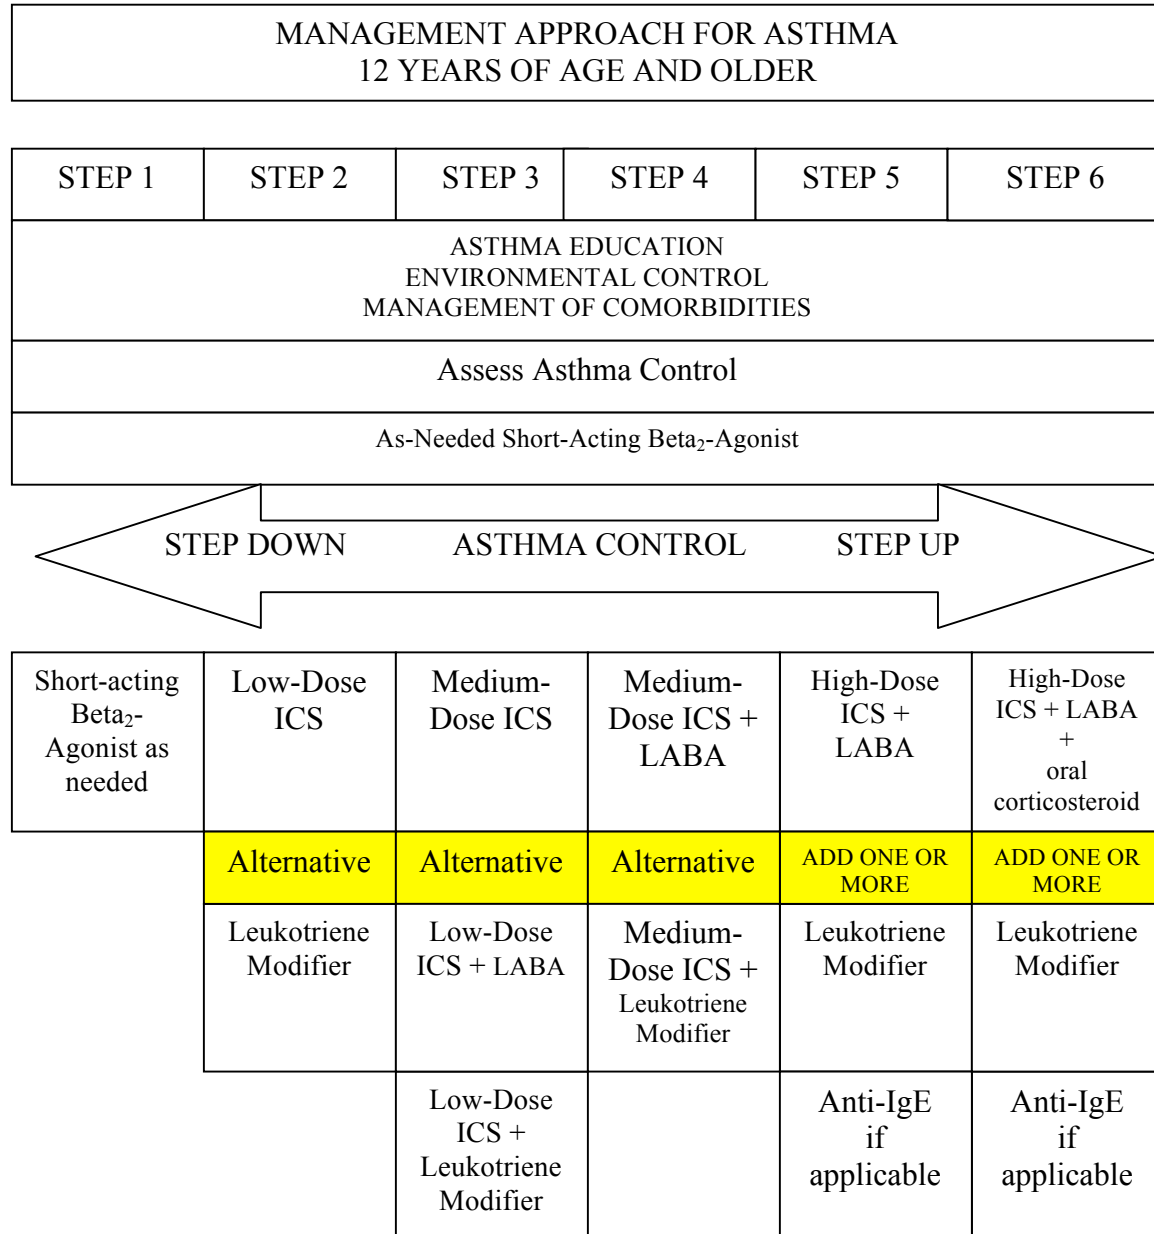 MANAGEMENT APPROACH FOR ASTHMA
12 YEARS OF AGE AND OLDER
STEP 1
STEP 2
STEP 3
STEP 4
STEP 5
STEP 6
ASTHMA EDUCATION
ENVIRONMENTAL CONTROL
MANAGEMENT OF COMORBIDITIES
Assess Asthma Control
As-Needed Short-Acting Beta₂-Agonist
STEP DOWN ASTHMA CONTROL STEP UP
Short-acting
Beta₂-
Agonist as
needed
Low-Dose
ICS
Medium-
Dose ICS
Medium-
Dose ICS +
LABA
High-Dose
ICS +
LABA
High-Dose
ICS + LABA
+
oral
corticosteroid
Alternative
Alternative
Alternative
ADD ONE OR
MORE
ADD ONE OR
MORE
Leukotriene
Modifier
Low-Dose
ICS + LABA
Medium-
Dose ICS +
Leukotriene
Modifier
Leukotriene
Modifier
Leukotriene
Modifier
Low-Dose
ICS +
Leukotriene
Modifier
Anti-IgE
if
applicable
Anti-IgE
if
applicable